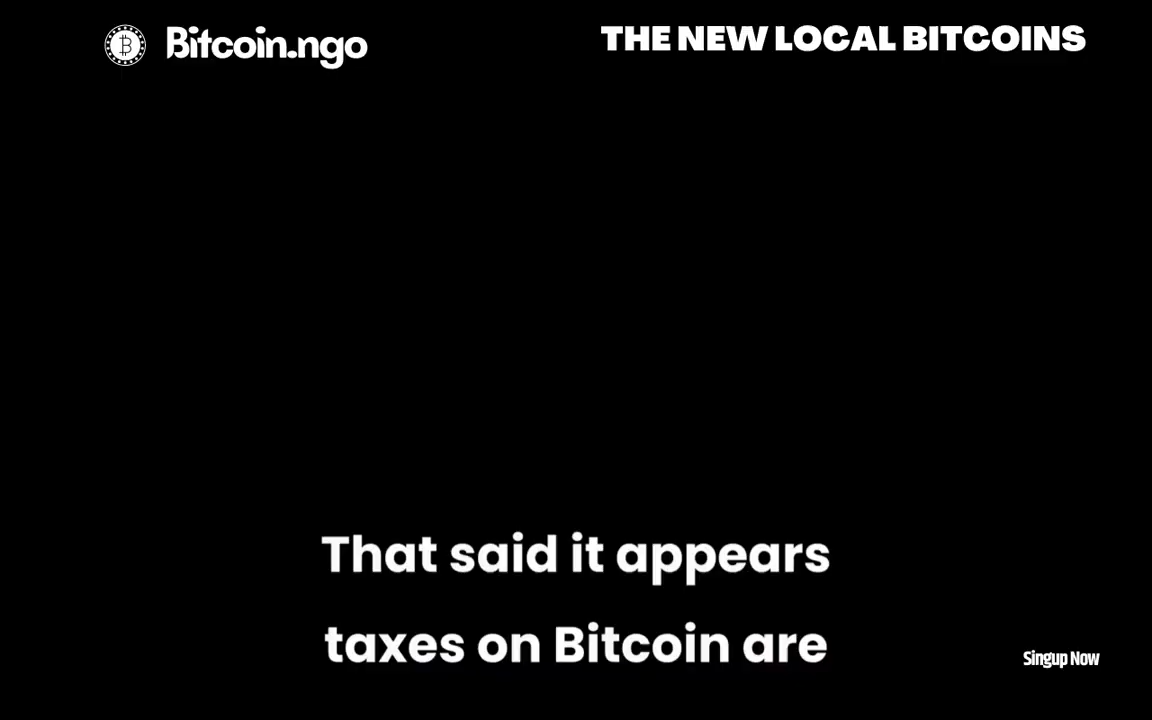 Bitcoin.ngo
THE NEW LOCAL BITCOINS
That said it appears
taxes on Bitcoin are
Singup Now